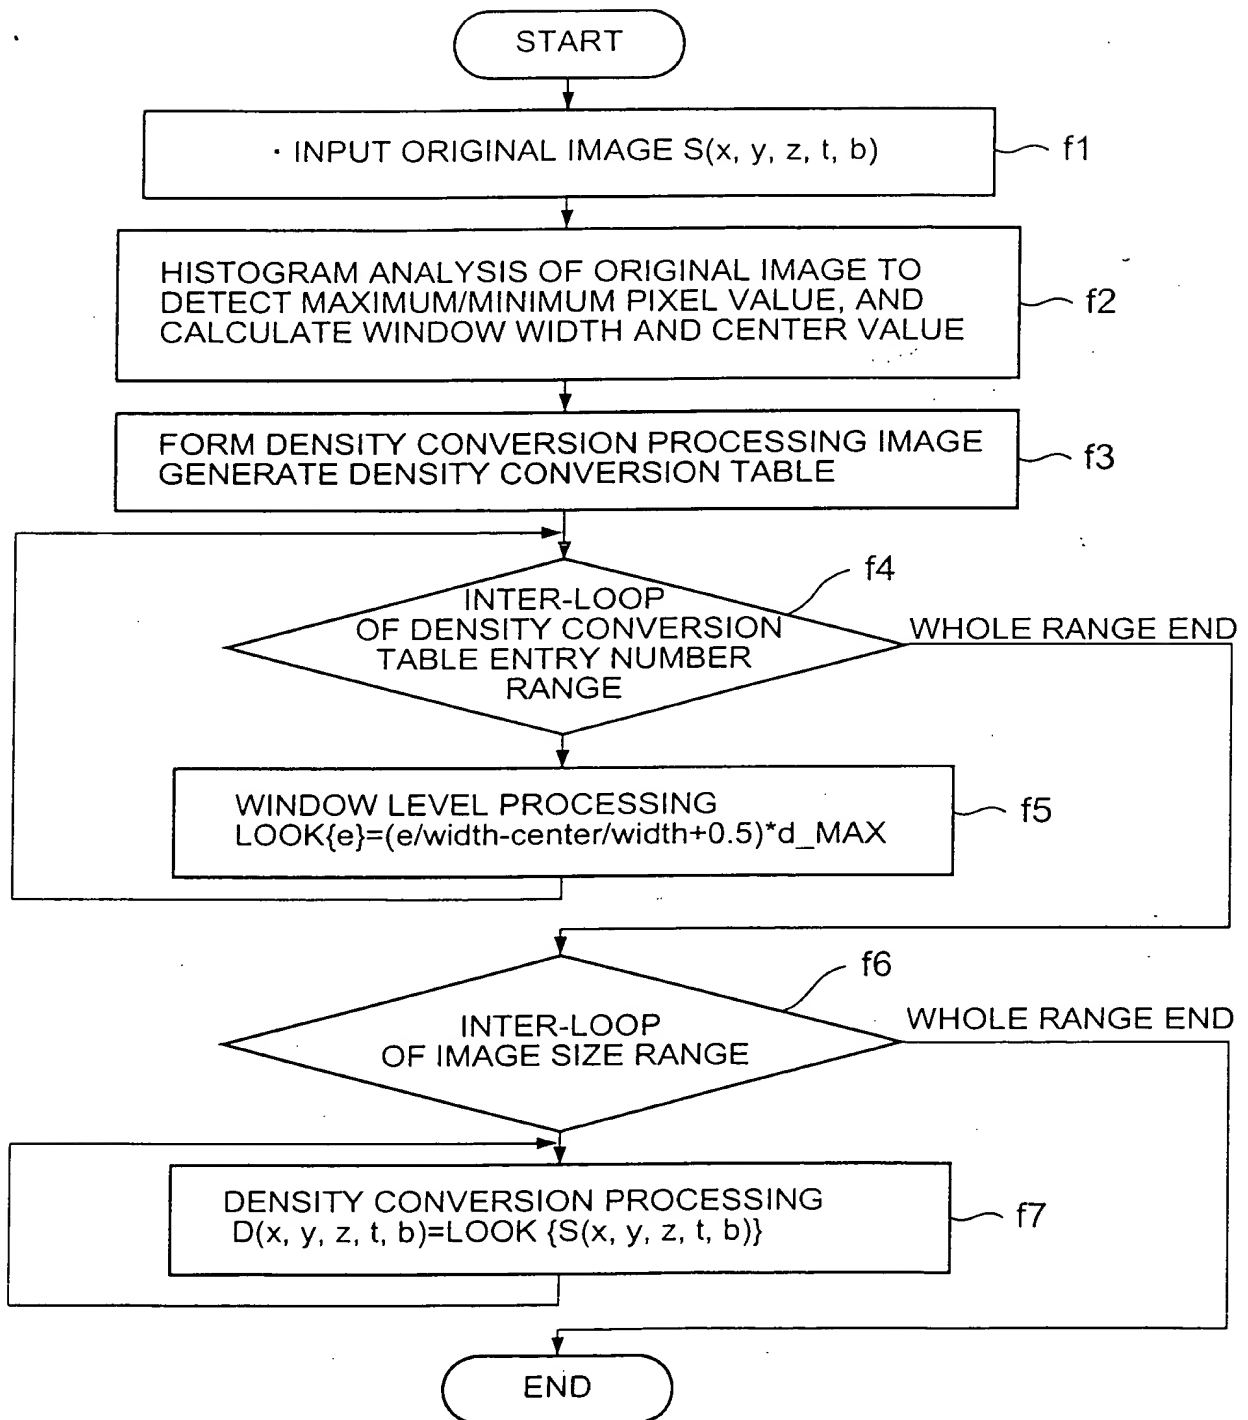 START
· INPUT ORIGINAL IMAGE S(x, y, z, t, b)
f1
HISTOGRAM ANALYSIS OF ORIGINAL IMAGE TO
DETECT MAXIMUM/MINIMUM PIXEL VALUE, AND
CALCULATE WINDOW WIDTH AND CENTER VALUE
f2
FORM DENSITY CONVERSION PROCESSING IMAGE
GENERATE DENSITY CONVERSION TABLE
f3
f4
INTER-LOOP
OF DENSITY CONVERSION
TABLE ENTRY NUMBER
RANGE
WHOLE RANGE END
WINDOW LEVEL PROCESSING
LOOK{e}=(e/width-center/width+0.5)*d_MAX
f5
f6
INTER-LOOP
OF IMAGE SIZE RANGE
WHOLE RANGE END
DENSITY CONVERSION PROCESSING
D(x, y, z, t, b)=LOOK {S(x, y, z, t, b)}
f7
END